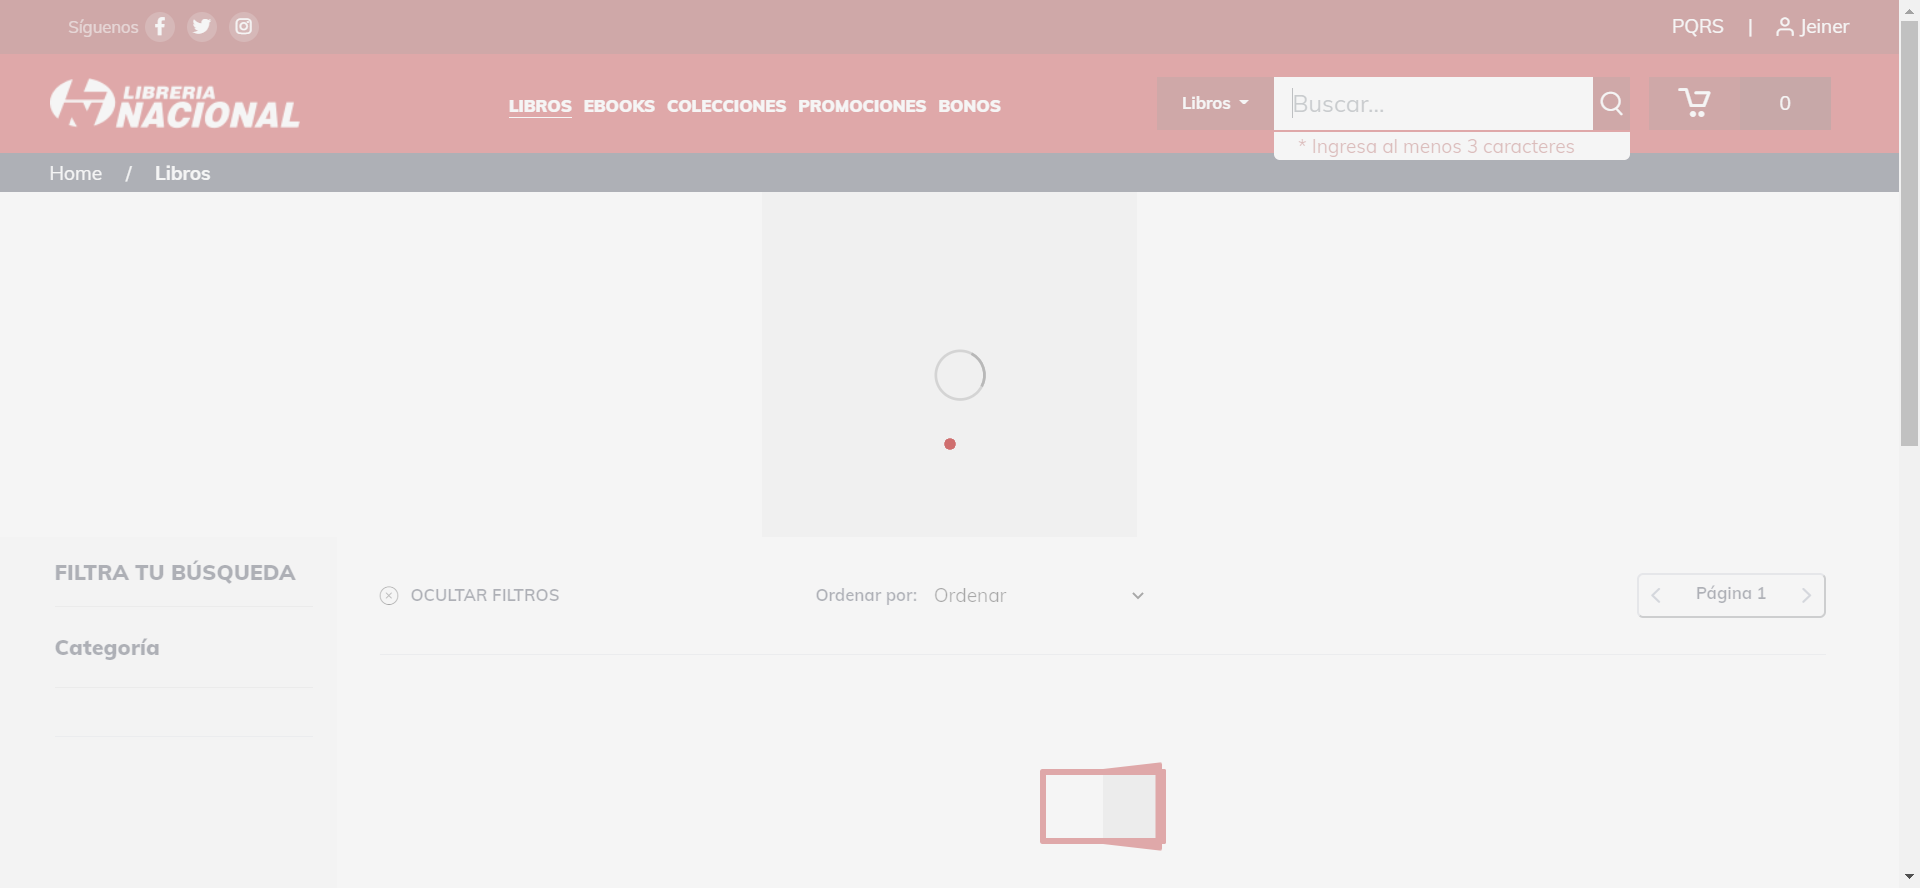 Síguenos
PQRS | Jeiner
LIBRERIA
NACIONAL
LIBROS EBOOKS COLECCIONES PROMOCIONES BONOS
Libros
Buscar...
0
* Ingresa al menos 3 caracteres
Home / Libros
FILTRA TU BÚSQUEDA
OCULTAR FILTROS
Ordenar por: Ordenar
Página 1
Categoría